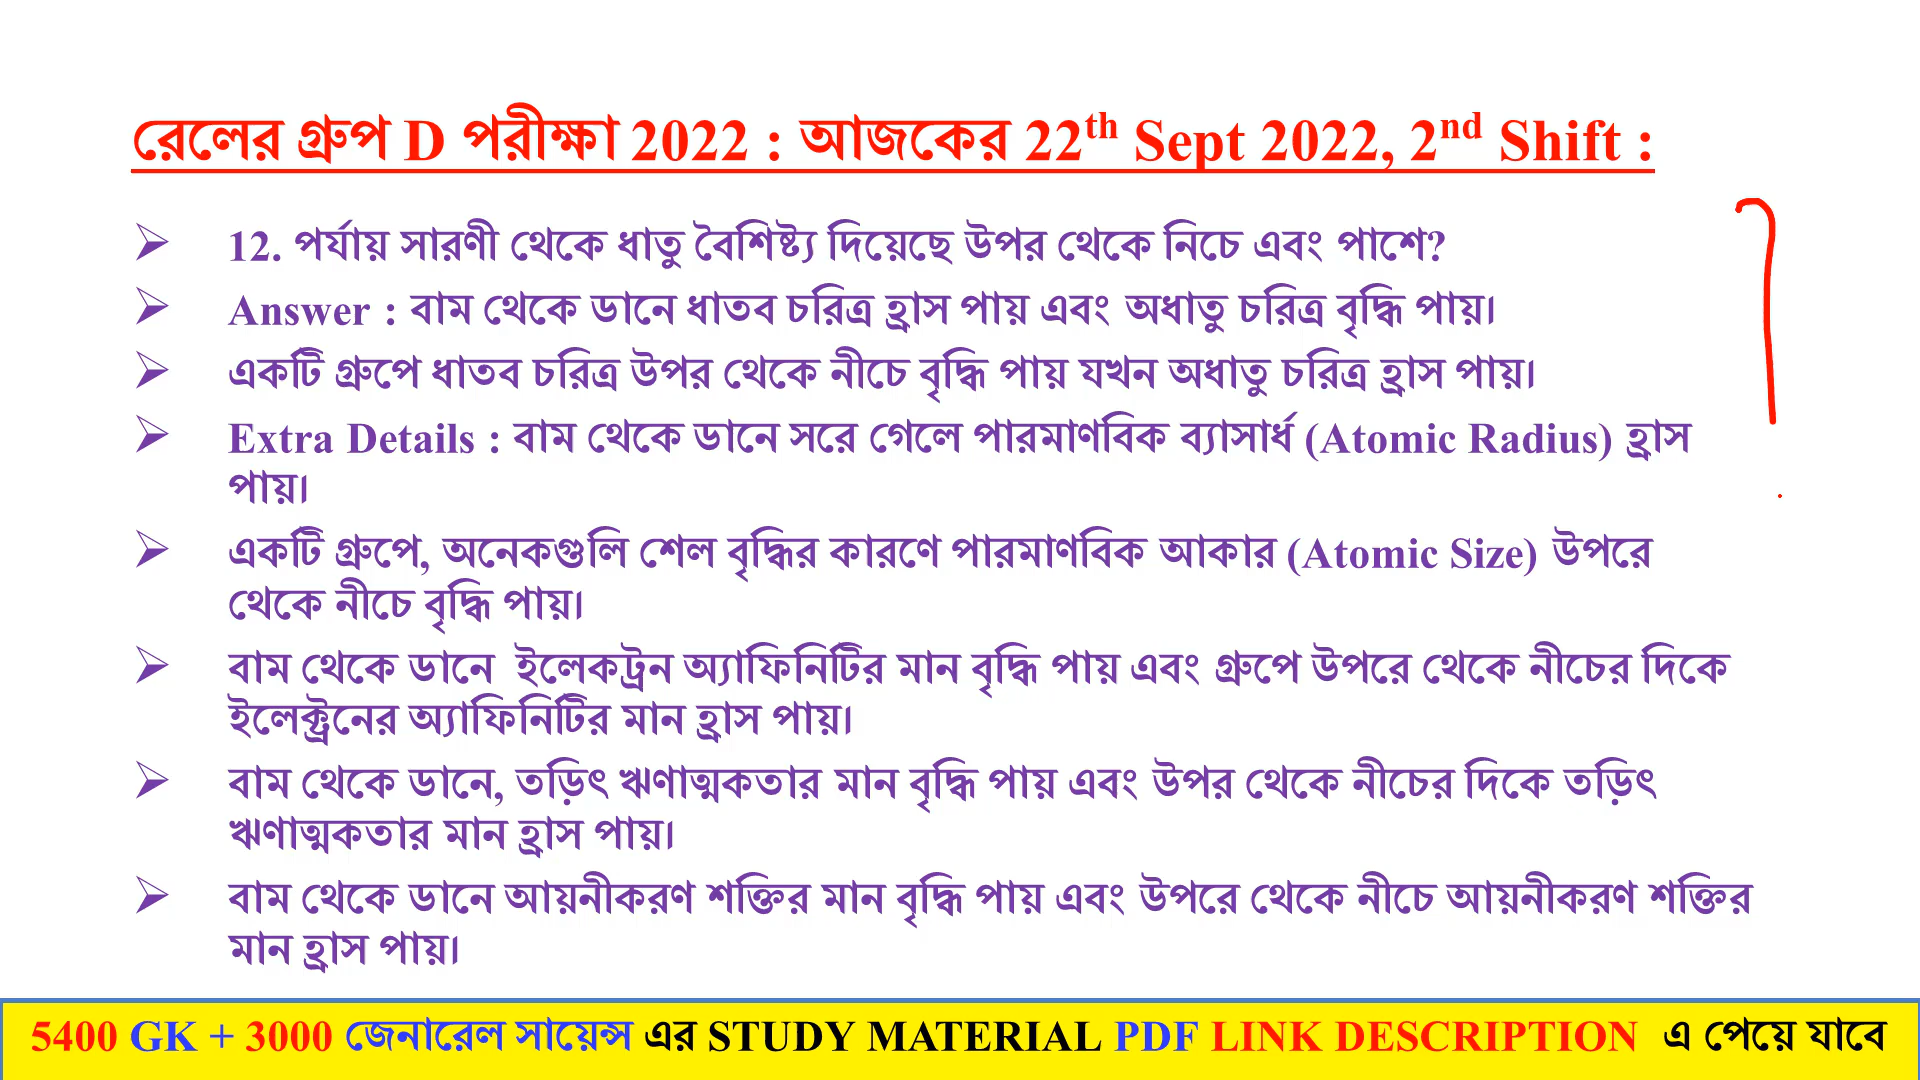 রেলের গ্রুপ D পরীক্ষা 2022 : আজকের 22th Sept 2022, 2nd Shift :
➢ 12. পর্যায় সারণী থেকে ধাতু বৈশিষ্ট্য দিয়েছে উপর থেকে নিচে এবং পাশে?
➢ Answer : বাম থেকে ডানে ধাতব চরিত্র হ্রাস পায় এবং অধাতু চরিত্র বৃদ্ধি পায়।
➢ একটি গ্রুপে ধাতব চরিত্র উপর থেকে নীচে বৃদ্ধি পায় যখন অধাতু চরিত্র হ্রাস পায়।
➢ Extra Details : বাম থেকে ডানে সরে গেলে পারমাণবিক ব্যাসার্ধ (Atomic Radius) হ্রাস
পায়।
➢ একটি গ্রুপে, অনেকগুলি শেল বৃদ্ধির কারণে পারমাণবিক আকার (Atomic Size) উপরে
থেকে নীচে বৃদ্ধি পায়।
➢ বাম থেকে ডানে ইলেকট্রন অ্যাফিনিটির মান বৃদ্ধি পায় এবং গ্রুপে উপরে থেকে নীচের দিকে
ইলেক্ট্রনের অ্যাফিনিটির মান হ্রাস পায়।
➢ বাম থেকে ডানে, তড়িৎ ঋণাত্মকতার মান বৃদ্ধি পায় এবং উপর থেকে নীচের দিকে তড়িৎ
ঋণাত্মকতার মান হ্রাস পায়।
➢ বাম থেকে ডানে আয়নীকরণ শক্তির মান বৃদ্ধি পায় এবং উপরে থেকে নীচে আয়নীকরণ শক্তির
মান হ্রাস পায়।
5400 GK + 3000 জেনারেল সায়েন্স এর STUDY MATERIAL PDF LINK DESCRIPTION এ পেয়ে যাবে